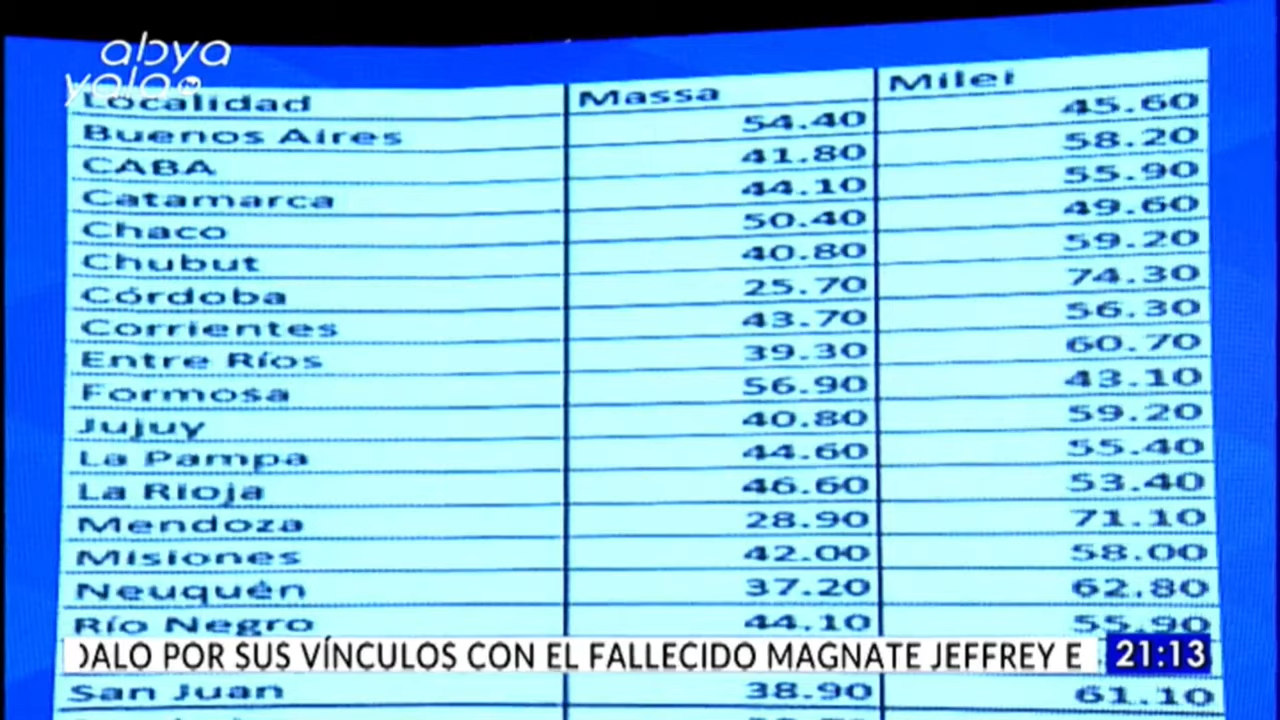 abya
yala tv
Localidad Massa Milei
Buenos Aires 54.40 45.60
CABA 41.80 58.20
Catamarca 44.10 55.90
Chaco 50.40 49.60
Chubut 40.80 59.20
Córdoba 25.70 74.30
Corrientes 43.70 56.30
Entre Ríos 39.30 60.70
Formosa 56.90 43.10
Jujuy 40.80 59.20
La Pampa 44.60 55.40
La Rioja 46.60 53.40
Mendoza 28.90 71.10
Misiones 42.00 58.00
Neuquén 37.20 62.80
Río Negro 44.10 55.90
DALO POR SUS VÍNCULOS CON EL FALLECIDO MAGNATE JEFFREY E 21:13
San Juan 38.90 61.10